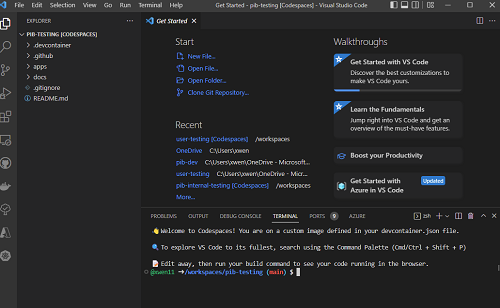 File Edit Selection View Go Run Terminal Help
Get Started - pib-testing [Codespaces] - Visual Studio Code
EXPLORER
PIB-TESTING [CODESPACES]
.devcontainer
.github
apps
docs
.gitignore
README.md
Get Started
Start
New File...
Open File...
Open Folder...
Clone Git Repository...
Recent
user-testing [Codespaces] /workspaces
OneDrive C:\Users\xwen
pib-dev C:\Users\xwen\OneDrive - Microsoft...
user-testing C:\Users\xwen\OneDrive - Micr...
pib-internal-testing [Codespaces] /workspaces
More...
Walkthroughs
Get Started with VS Code
Discover the best customizations to
make VS Code yours.
Learn the Fundamentals
Jump right into VS Code and get an
overview of the must-have features.
Boost your Productivity
Get Started with
Azure in VS Code
Updated
PROBLEMS OUTPUT DEBUG CONSOLE TERMINAL PORTS 9 AZURE
zsh
Welcome to Codespaces! You are on a custom image defined in your devcontainer.json file.
To explore VS Code to its fullest, search using the Command Palette (Cmd/Ctrl + Shift + P)
Edit away, then run your build command to see your code running in the browser.
@xwen11 →/workspaces/pib-testing (main) $